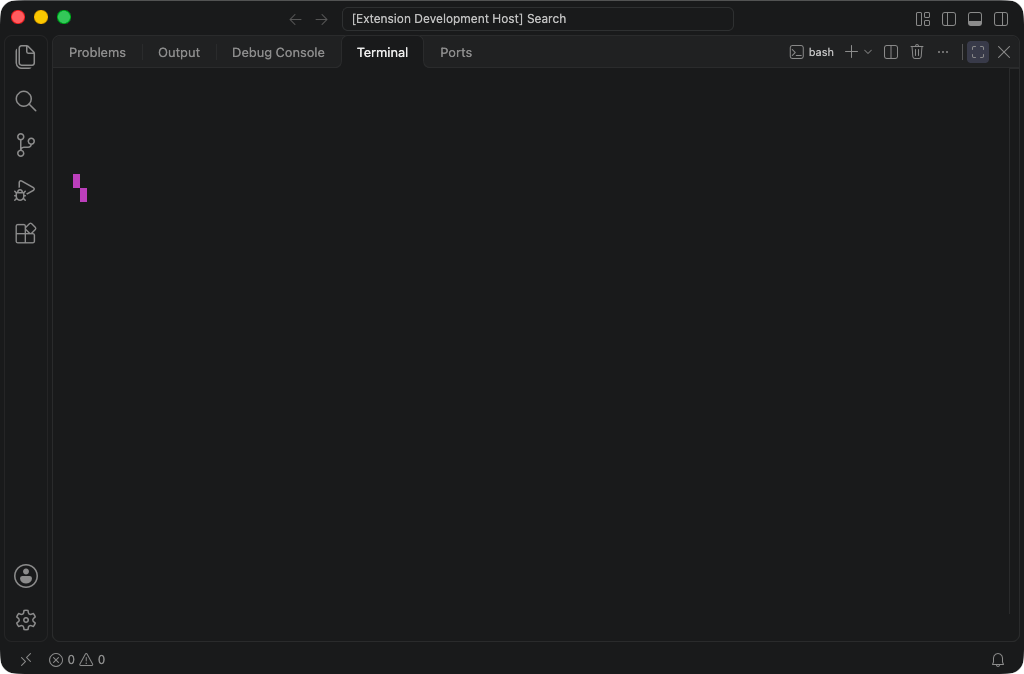 [Extension Development Host] Search
Problems Output Debug Console Terminal Ports bash
0 0